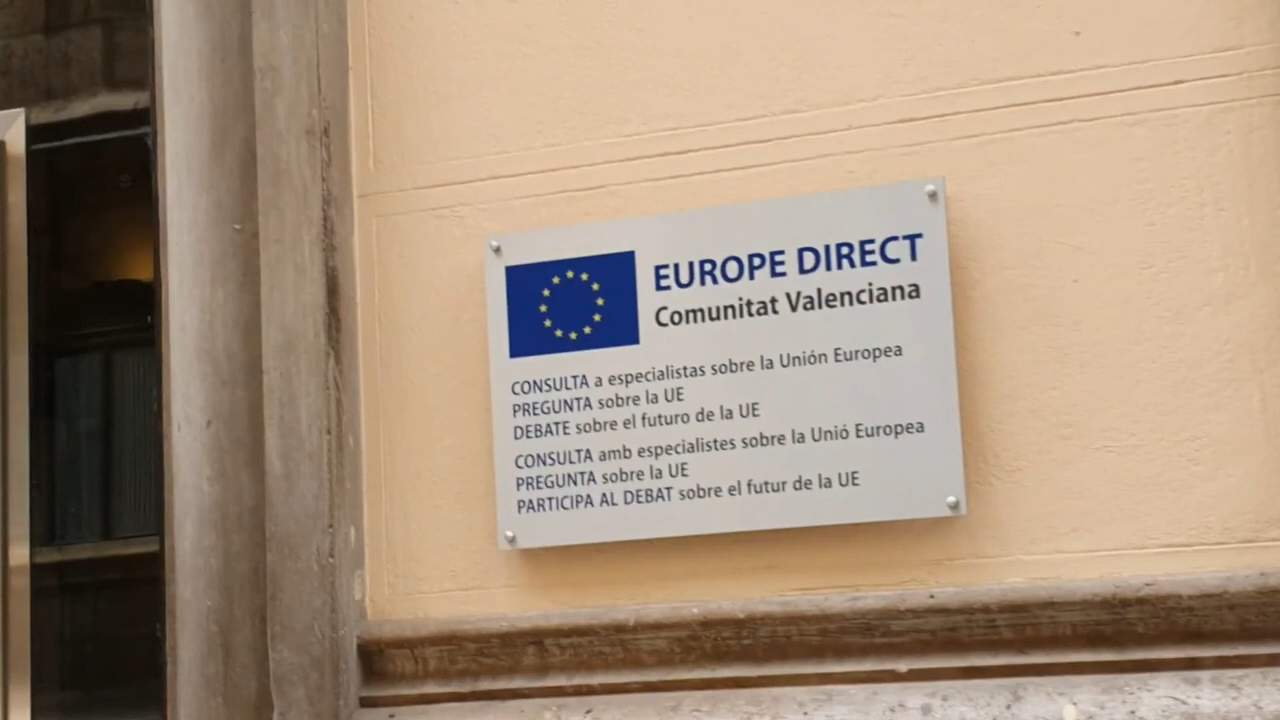 EUROPE DIRECT
Comunitat Valenciana
CONSULTA a especialistas sobre la Unión Europea
PREGUNTA sobre la UE
DEBATE sobre el futuro de la UE
CONSULTA amb especialistes sobre la Unió Europea
PREGUNTA sobre la UE
PARTICIPA AL DEBAT sobre el futur de la UE